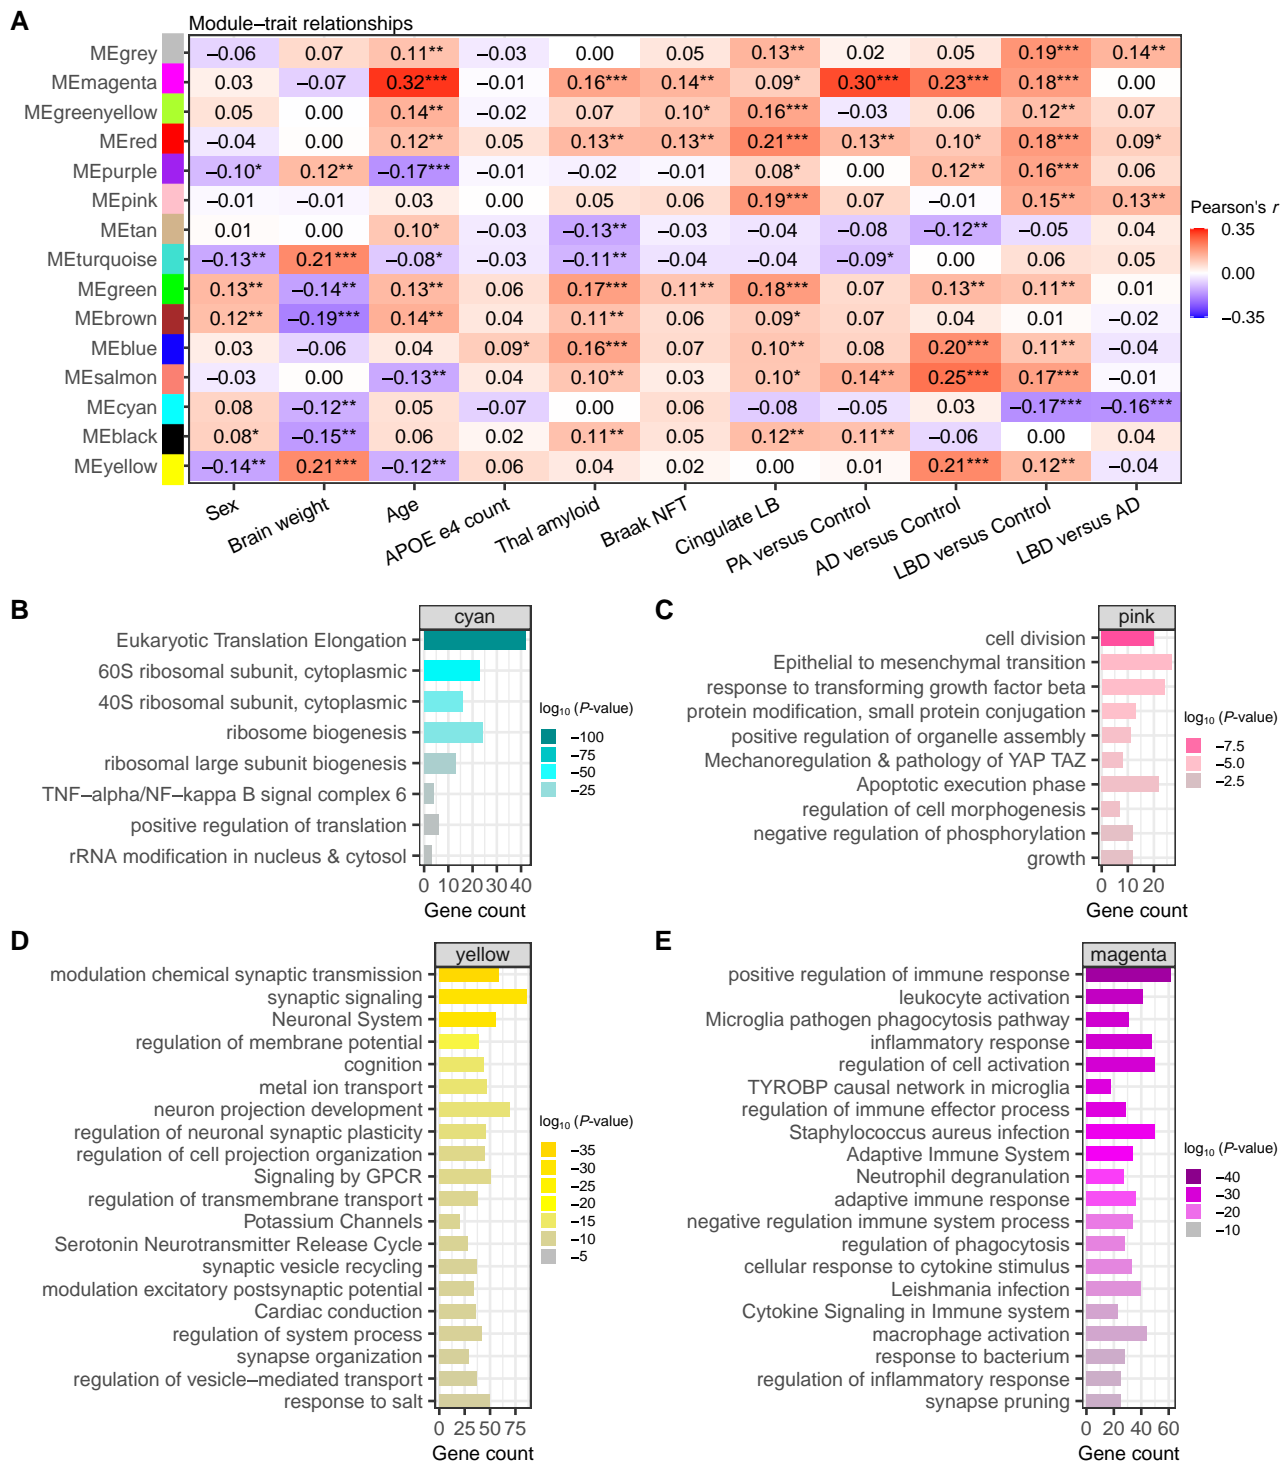 A
Module–trait relationships
MEgrey −0.06 0.07 0.11** −0.03 0.00 0.05 0.13** 0.02 0.05 0.19*** 0.14**
MEmagenta 0.03 −0.07 0.32*** −0.01 0.16*** 0.14** 0.09* 0.30*** 0.23*** 0.18*** 0.00
MEgreenyellow 0.05 0.00 0.14** −0.02 0.07 0.10* 0.16*** −0.03 0.06 0.12** 0.07
MEred −0.04 0.00 0.12** 0.05 0.13** 0.13** 0.21*** 0.13** 0.10* 0.18*** 0.09*
MEpurple −0.10* 0.12** −0.17*** −0.01 −0.02 −0.01 0.08* 0.00 0.12** 0.16*** 0.06
MEpink −0.01 −0.01 0.03 0.00 0.05 0.06 0.19*** 0.07 −0.01 0.15** 0.13**
MEtan 0.01 0.00 0.10* −0.03 −0.13** −0.03 −0.04 −0.08 −0.12** −0.05 0.04
MEturquoise −0.13** 0.21*** −0.08* −0.03 −0.11** −0.04 −0.04 −0.09* 0.00 0.06 0.05
MEgreen 0.13** −0.14** 0.13** 0.06 0.17*** 0.11** 0.18*** 0.07 0.13** 0.11** 0.01
MEbrown 0.12** −0.19*** 0.14** 0.04 0.11** 0.06 0.09* 0.07 0.04 0.01 −0.02
MEblue 0.03 −0.06 0.04 0.09* 0.16*** 0.07 0.10** 0.08 0.20*** 0.11** −0.04
MEsalmon −0.03 0.00 −0.13** 0.04 0.10** 0.03 0.10* 0.14** 0.25*** 0.17*** −0.01
MEcyan 0.08 −0.12** 0.05 −0.07 0.00 0.06 −0.08 −0.05 0.03 −0.17*** −0.16***
MEblack 0.08* −0.15** 0.06 0.02 0.11** 0.05 0.12** 0.11** −0.06 0.00 0.04
MEyellow −0.14** 0.21*** −0.12** 0.06 0.04 0.02 0.00 0.01 0.21*** 0.12** −0.04
Sex Brain weight Age APOE e4 count Thal amyloid Braak NFT Cingulate LB PA versus Control AD versus Control LBD versus Control LBD versus AD
Pearson's r
0.35
0.00
−0.35
B
cyan
Eukaryotic Translation Elongation
60S ribosomal subunit, cytoplasmic
40S ribosomal subunit, cytoplasmic
ribosome biogenesis
ribosomal large subunit biogenesis
TNF−alpha/NF−kappa B signal complex 6
positive regulation of translation
rRNA modification in nucleus & cytosol
0 10 20 30 40
Gene count
log10 (P-value)
−100
−75
−50
−25
C
pink
cell division
Epithelial to mesenchymal transition
response to transforming growth factor beta
protein modification, small protein conjugation
positive regulation of organelle assembly
Mechanoregulation & pathology of YAP TAZ
Apoptotic execution phase
regulation of cell morphogenesis
negative regulation of phosphorylation
growth
0 10 20
Gene count
log10 (P-value)
−7.5
−5.0
−2.5
D
yellow
modulation chemical synaptic transmission
synaptic signaling
Neuronal System
regulation of membrane potential
cognition
metal ion transport
neuron projection development
regulation of neuronal synaptic plasticity
regulation of cell projection organization
Signaling by GPCR
regulation of transmembrane transport
Potassium Channels
Serotonin Neurotransmitter Release Cycle
synaptic vesicle recycling
modulation excitatory postsynaptic potential
Cardiac conduction
regulation of system process
synapse organization
regulation of vesicle−mediated transport
response to salt
0 25 50 75
Gene count
log10 (P-value)
−35
−30
−25
−20
−15
−10
−5
E
magenta
positive regulation of immune response
leukocyte activation
Microglia pathogen phagocytosis pathway
inflammatory response
regulation of cell activation
TYROBP causal network in microglia
regulation of immune effector process
Staphylococcus aureus infection
Adaptive Immune System
Neutrophil degranulation
adaptive immune response
negative regulation immune system process
regulation of phagocytosis
cellular response to cytokine stimulus
Leishmania infection
Cytokine Signaling in Immune system
macrophage activation
response to bacterium
regulation of inflammatory response
synapse pruning
0 20 40 60
Gene count
log10 (P-value)
−40
−30
−20
−10